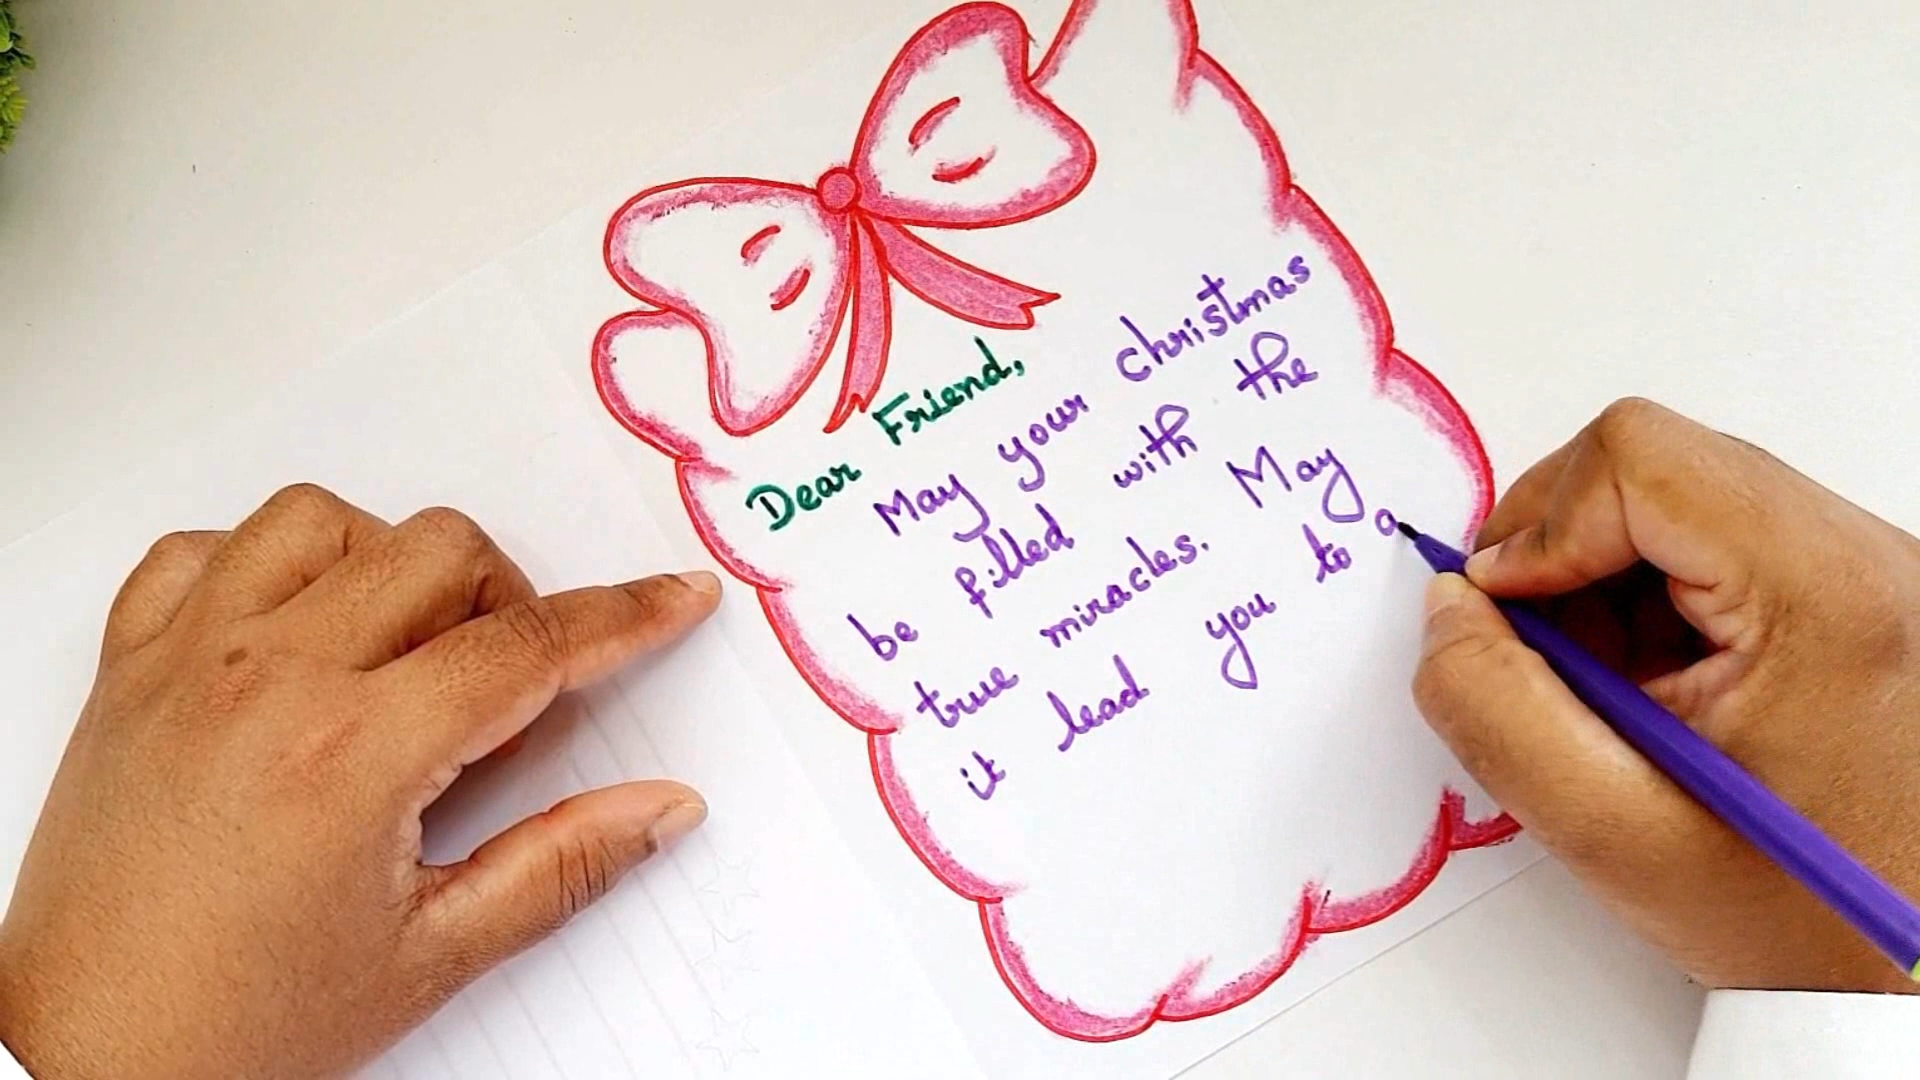 Dear Friend,
May your christmas
be filled with the
true miracles. May
it lead you to a